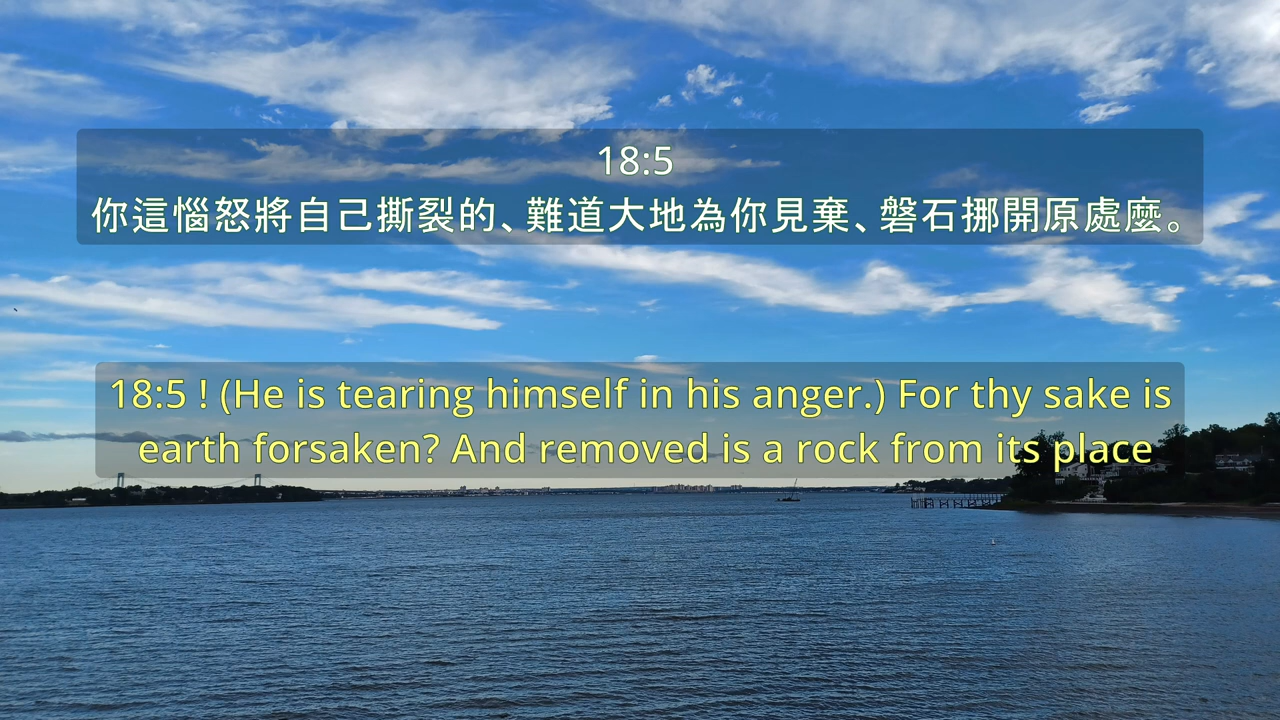 18:5
你這惱怒將自己撕裂的、難道大地為你見棄、磐石挪開原處麼。
18:5 ! (He is tearing himself in his anger.) For thy sake is
earth forsaken? And removed is a rock from its place